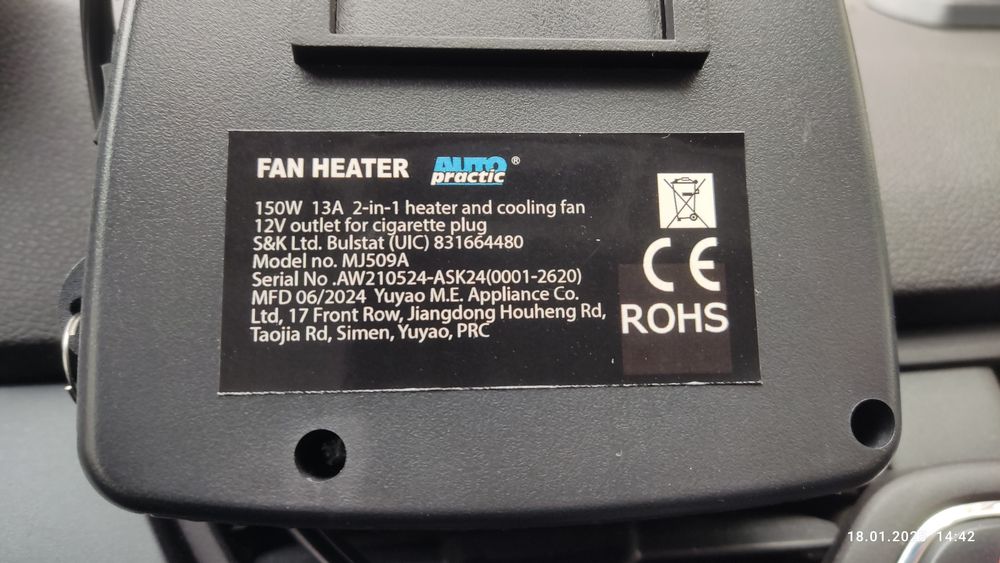 FAN HEATER AUTO practic ®
150W 13A 2-in-1 heater and cooling fan
12V outlet for cigarette plug
S&K Ltd. Bulstat (UIC) 831664480
Model no. MJ509A
Serial No .AW210524-ASK24(0001-2620)
MFD 06/2024 Yuyao M.E. Appliance Co.
Ltd, 17 Front Row, Jiangdong Houheng Rd,
Taojia Rd, Simen, Yuyao, PRC
CE
ROHS
14:42